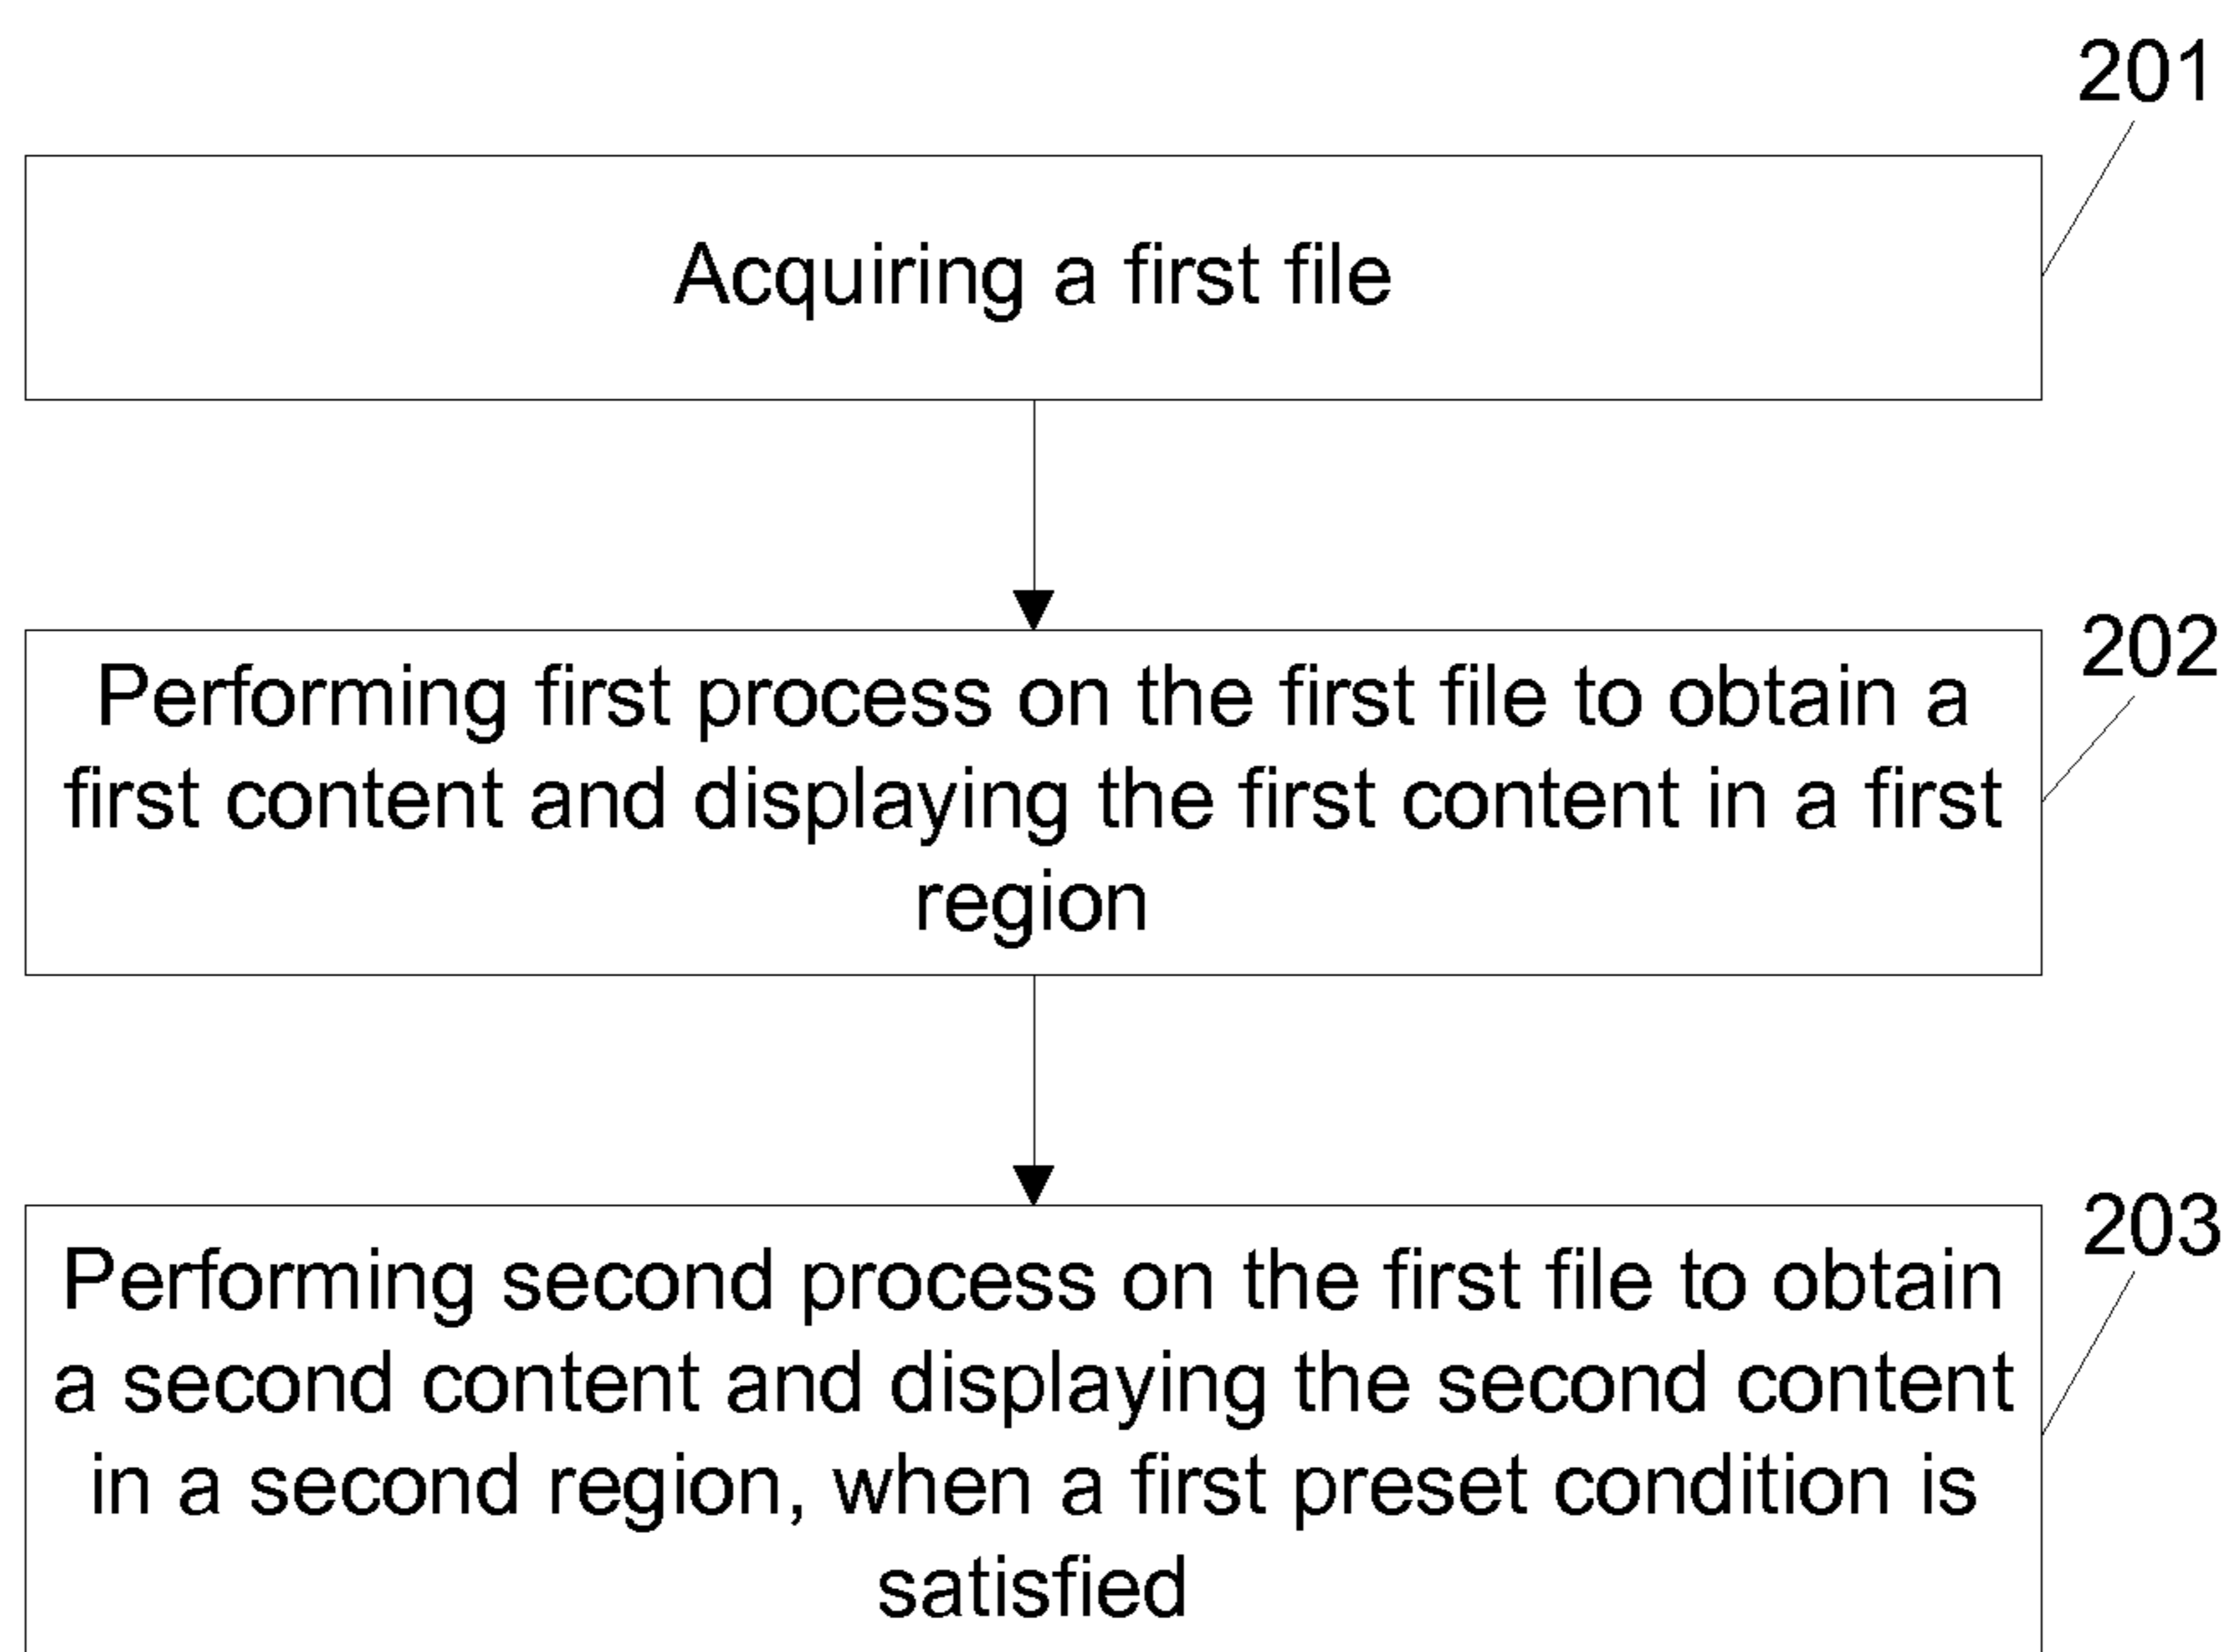 201
Acquiring a first file
202
Performing first process on the first file to obtain a
first content and displaying the first content in a first
region
203
Performing second process on the first file to obtain
a second content and displaying the second content
in a second region, when a first preset condition is
satisfied